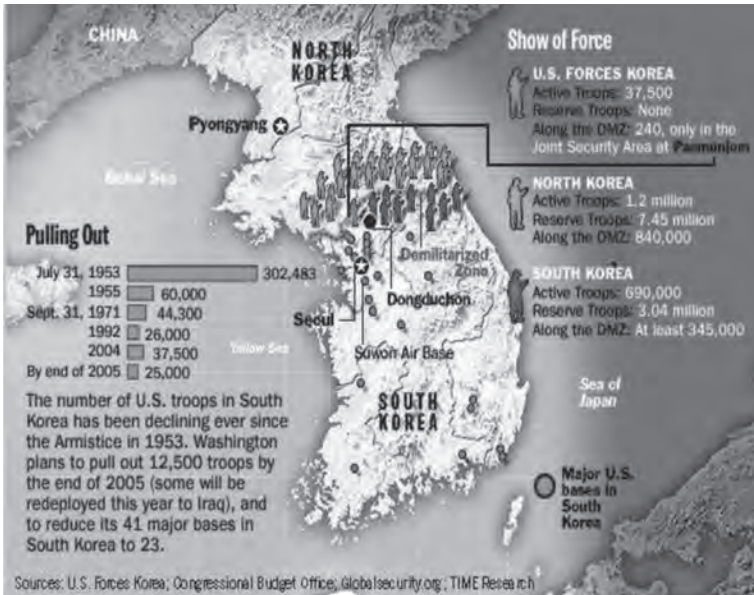 CHINA
NORTH
KOREA
Pyongyang
Bohai Sea
Show of Force
U.S. FORCES KOREA
Active Troops: 37,500
Reserve Troops: None
Along the DMZ: 240, only in the
Joint Security Area at Panmunjom
NORTH KOREA
Active Troops: 1.2 million
Reserve Troops: 7.45 million
Along the DMZ: 840,000
SOUTH KOREA
Active Troops: 690,000
Reserve Troops: 3.04 million
Along the DMZ: At least 345,000
Demilitarized
Zone
Dongduchon
Seoul
Suwon Air Base
Yellow Sea
SOUTH
KOREA
Sea of
Japan
Major U.S.
bases in
South
Korea
Pulling Out
July 31, 1953 302,483
1955 60,000
Sept. 31, 1971 44,300
1992 26,000
2004 37,500
By end of 2005 25,000
The number of U.S. troops in South
Korea has been declining ever since
the Armistice in 1953. Washington
plans to pull out 12,500 troops by
the end of 2005 (some will be
redeployed this year to Iraq), and
to reduce its 41 major bases in
South Korea to 23.
Sources: U.S. Forces Korea; Congressional Budget Office; Globalsecurity.org; TIME Research